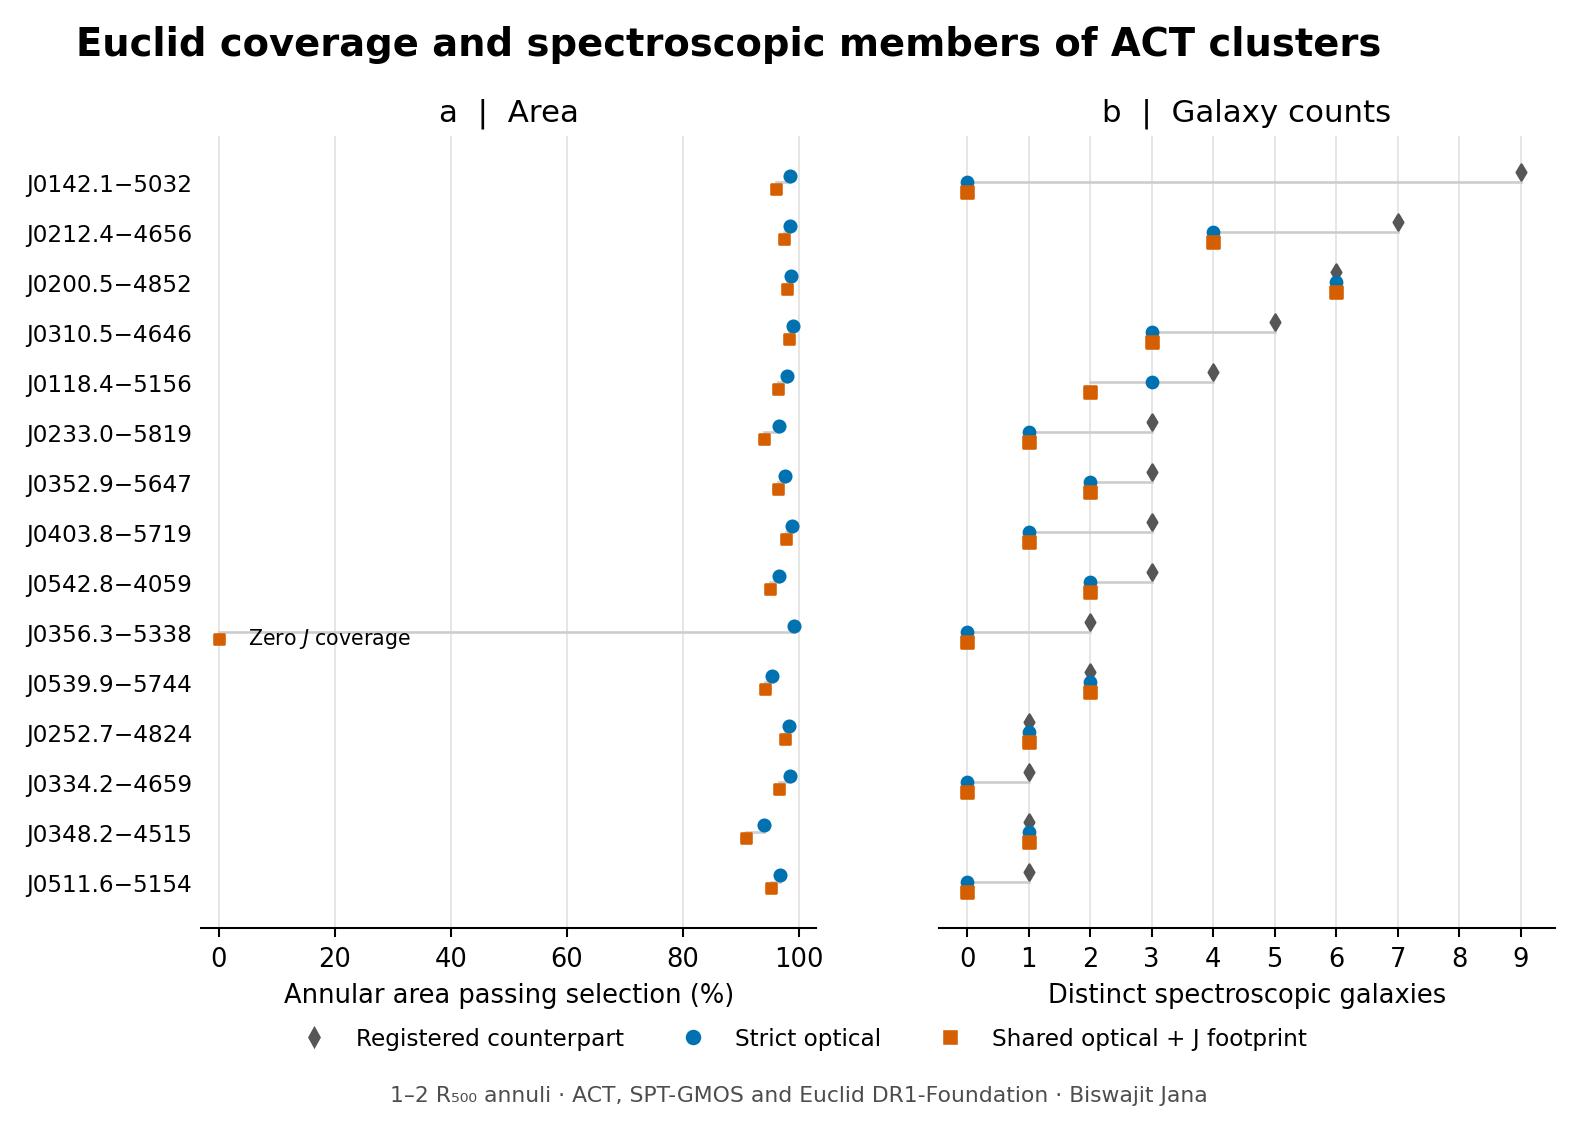 Euclid coverage and spectroscopic members of ACT clusters
a | Area
b | Galaxy counts
J0142.1−5032
J0212.4−4656
J0200.5−4852
J0310.5−4646
J0118.4−5156
J0233.0−5819
J0352.9−5647
J0403.8−5719
J0542.8−4059
J0356.3−5338
Zero J coverage
J0539.9−5744
J0252.7−4824
J0334.2−4659
J0348.2−4515
J0511.6−5154
0 20 40 60 80 100
0 1 2 3 4 5 6 7 8 9
Annular area passing selection (%)
Distinct spectroscopic galaxies
Registered counterpart
Strict optical
Shared optical + J footprint
1–2 R₅₀₀ annuli · ACT, SPT-GMOS and Euclid DR1-Foundation · Biswajit Jana